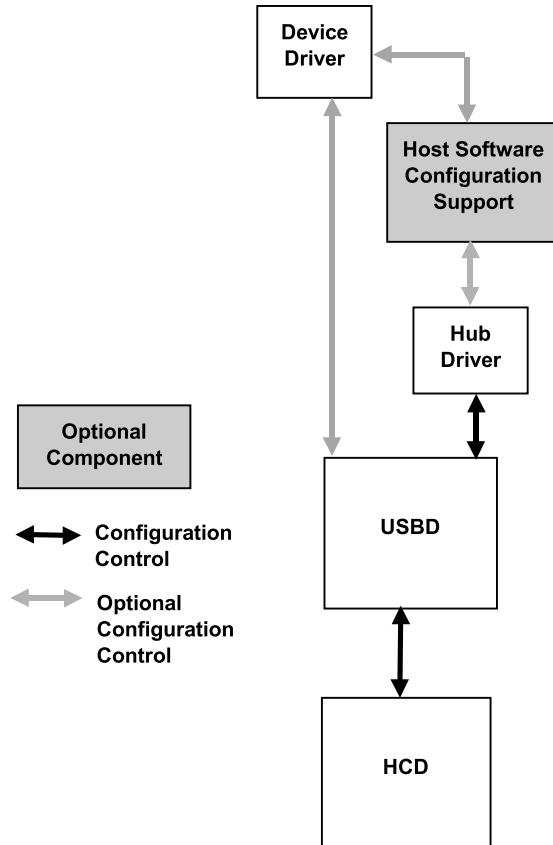 Device
Driver
Host Software
Configuration
Support
Hub
Driver
Optional
Component
USBD
Configuration
Control
Optional
Configuration
Control
HCD